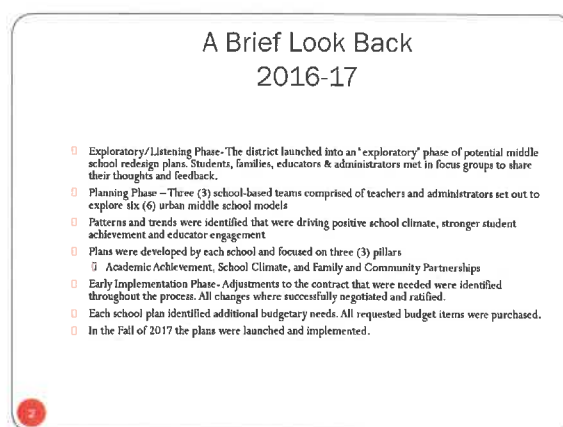 A Brief Look Back
2016-17
Exploratory/Listening Phase-The district launched into an "exploratory" phase of potential middle
school redesign plans. Students, families, educators & administrators met in focus groups to share
their thoughts and feedback.
Planning Phase – Three (3) school-based teams comprised of teachers and administrators set out to
explore six (6) urban middle school models
Patterns and trends were identified that were driving positive school climate, stronger student
achievement and educator engagement
Plans were developed by each school and focused on three (3) pillars
Academic Achievement, School Climate, and Family and Community Partnerships
Early Implementation Phase- Adjustments to the contract that were needed were identified
throughout the process. All changes where successfully negotiated and ratified.
Each school plan identified additional budgetary needs. All requested budget items were purchased.
In the Fall of 2017 the plans were launched and implemented.
2